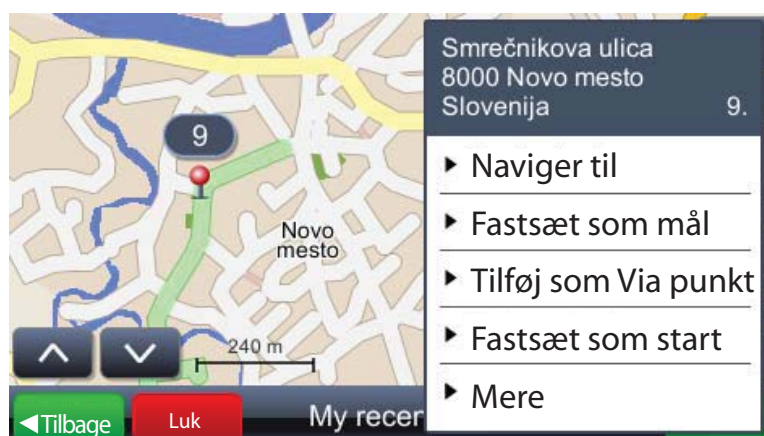 9
Novo
mesto
240 m
Tilbage
Luk
My recen
Smrečnikova ulica
8000 Novo mesto
Slovenija 9.
Naviger til
Fastsæt som mål
Tilføj som Via punkt
Fastsæt som start
Mere